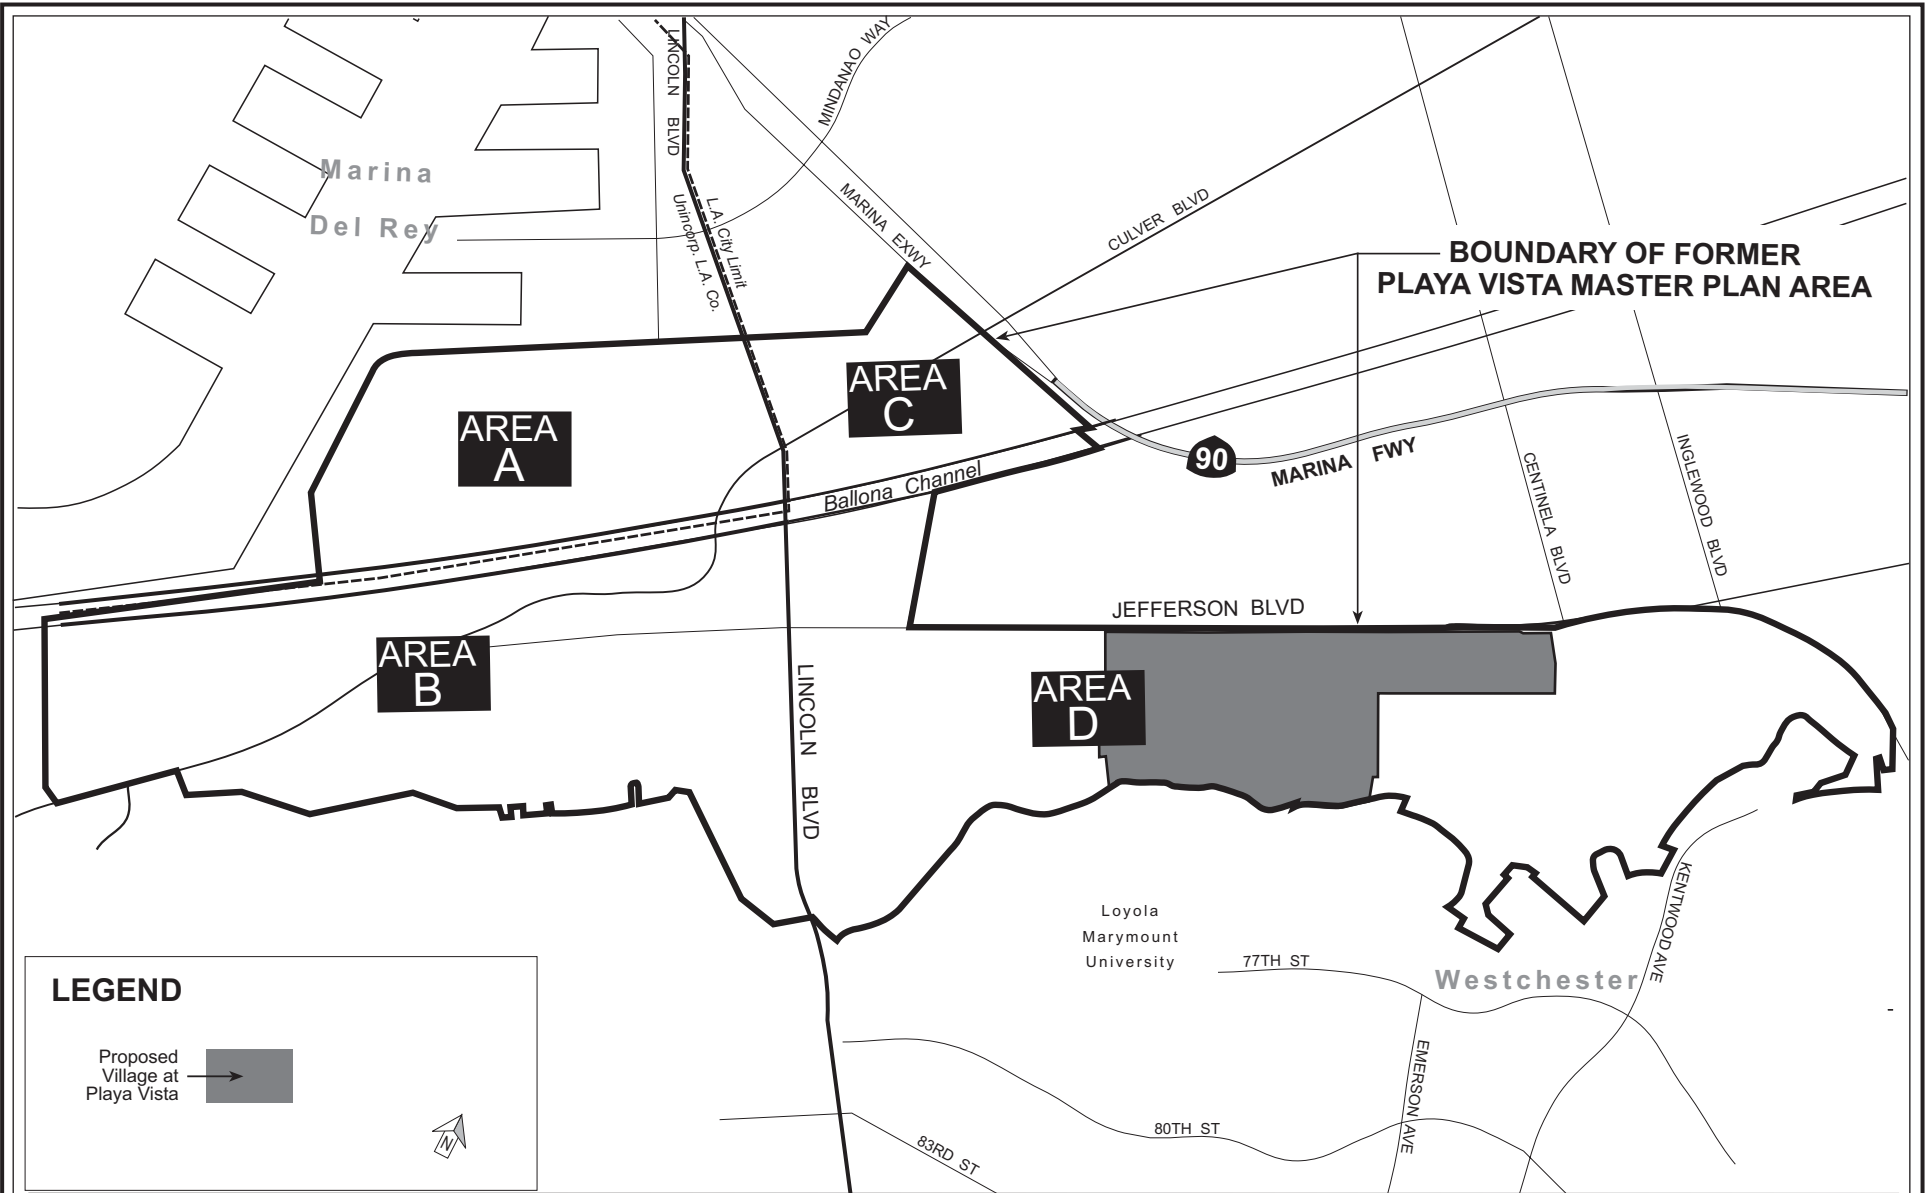 LINCOLN BLVD
MINDANAO WAY
Marina
Del Rey
MARINA EXWY
L.A. City Limit
Unincorp. L.A. Co.
CULVER BLVD
BOUNDARY OF FORMER
PLAYA VISTA MASTER PLAN AREA
AREA
C
AREA
A
90
MARINA FWY
Ballona Channel
CENTINELA BLVD
INGLEWOOD BLVD
JEFFERSON BLVD
AREA
B
LINCOLN BLVD
AREA
D
KENTWOOD AVE
Loyola
Marymount
University
77TH ST
Westchester
EMERSON AVE
80TH ST
83RD ST
LEGEND
Proposed
Village at
Playa Vista
N